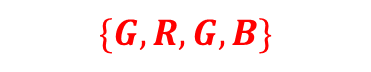 {G, R, G, B}